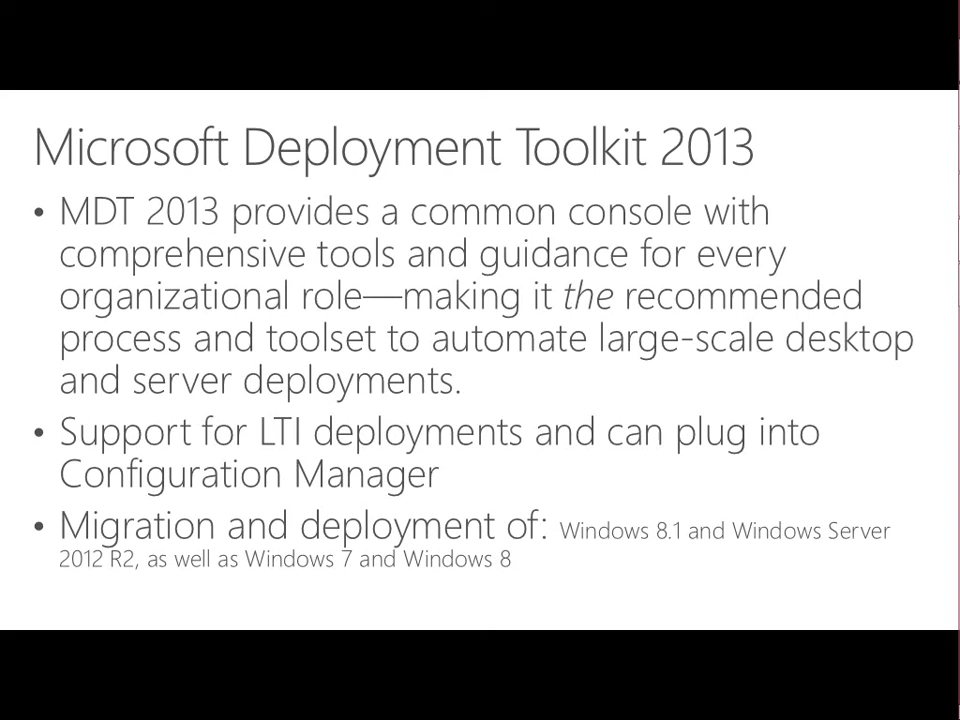 Microsoft Deployment Toolkit 2013
• MDT 2013 provides a common console with
comprehensive tools and guidance for every
organizational role—making it the recommended
process and toolset to automate large-scale desktop
and server deployments.
• Support for LTI deployments and can plug into
Configuration Manager
• Migration and deployment of: Windows 8.1 and Windows Server
2012 R2, as well as Windows 7 and Windows 8